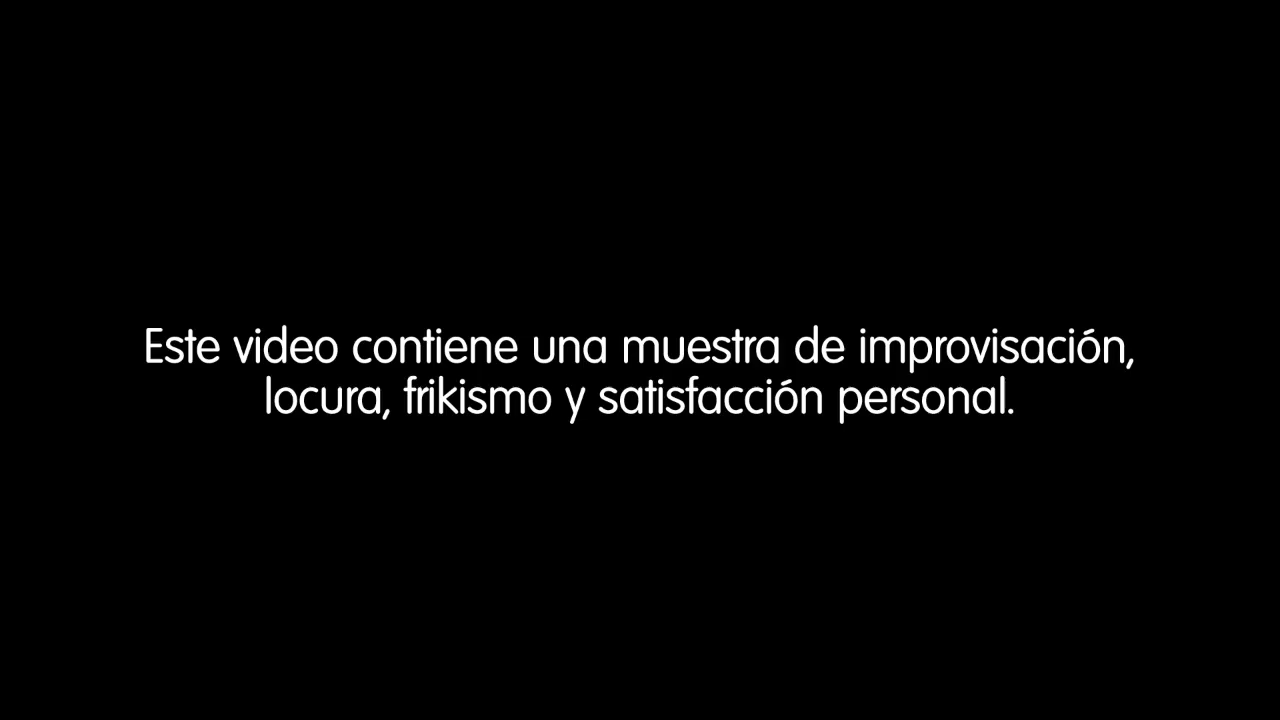 Este video contiene una muestra de improvisación,
locura, frikismo y satisfacción personal.